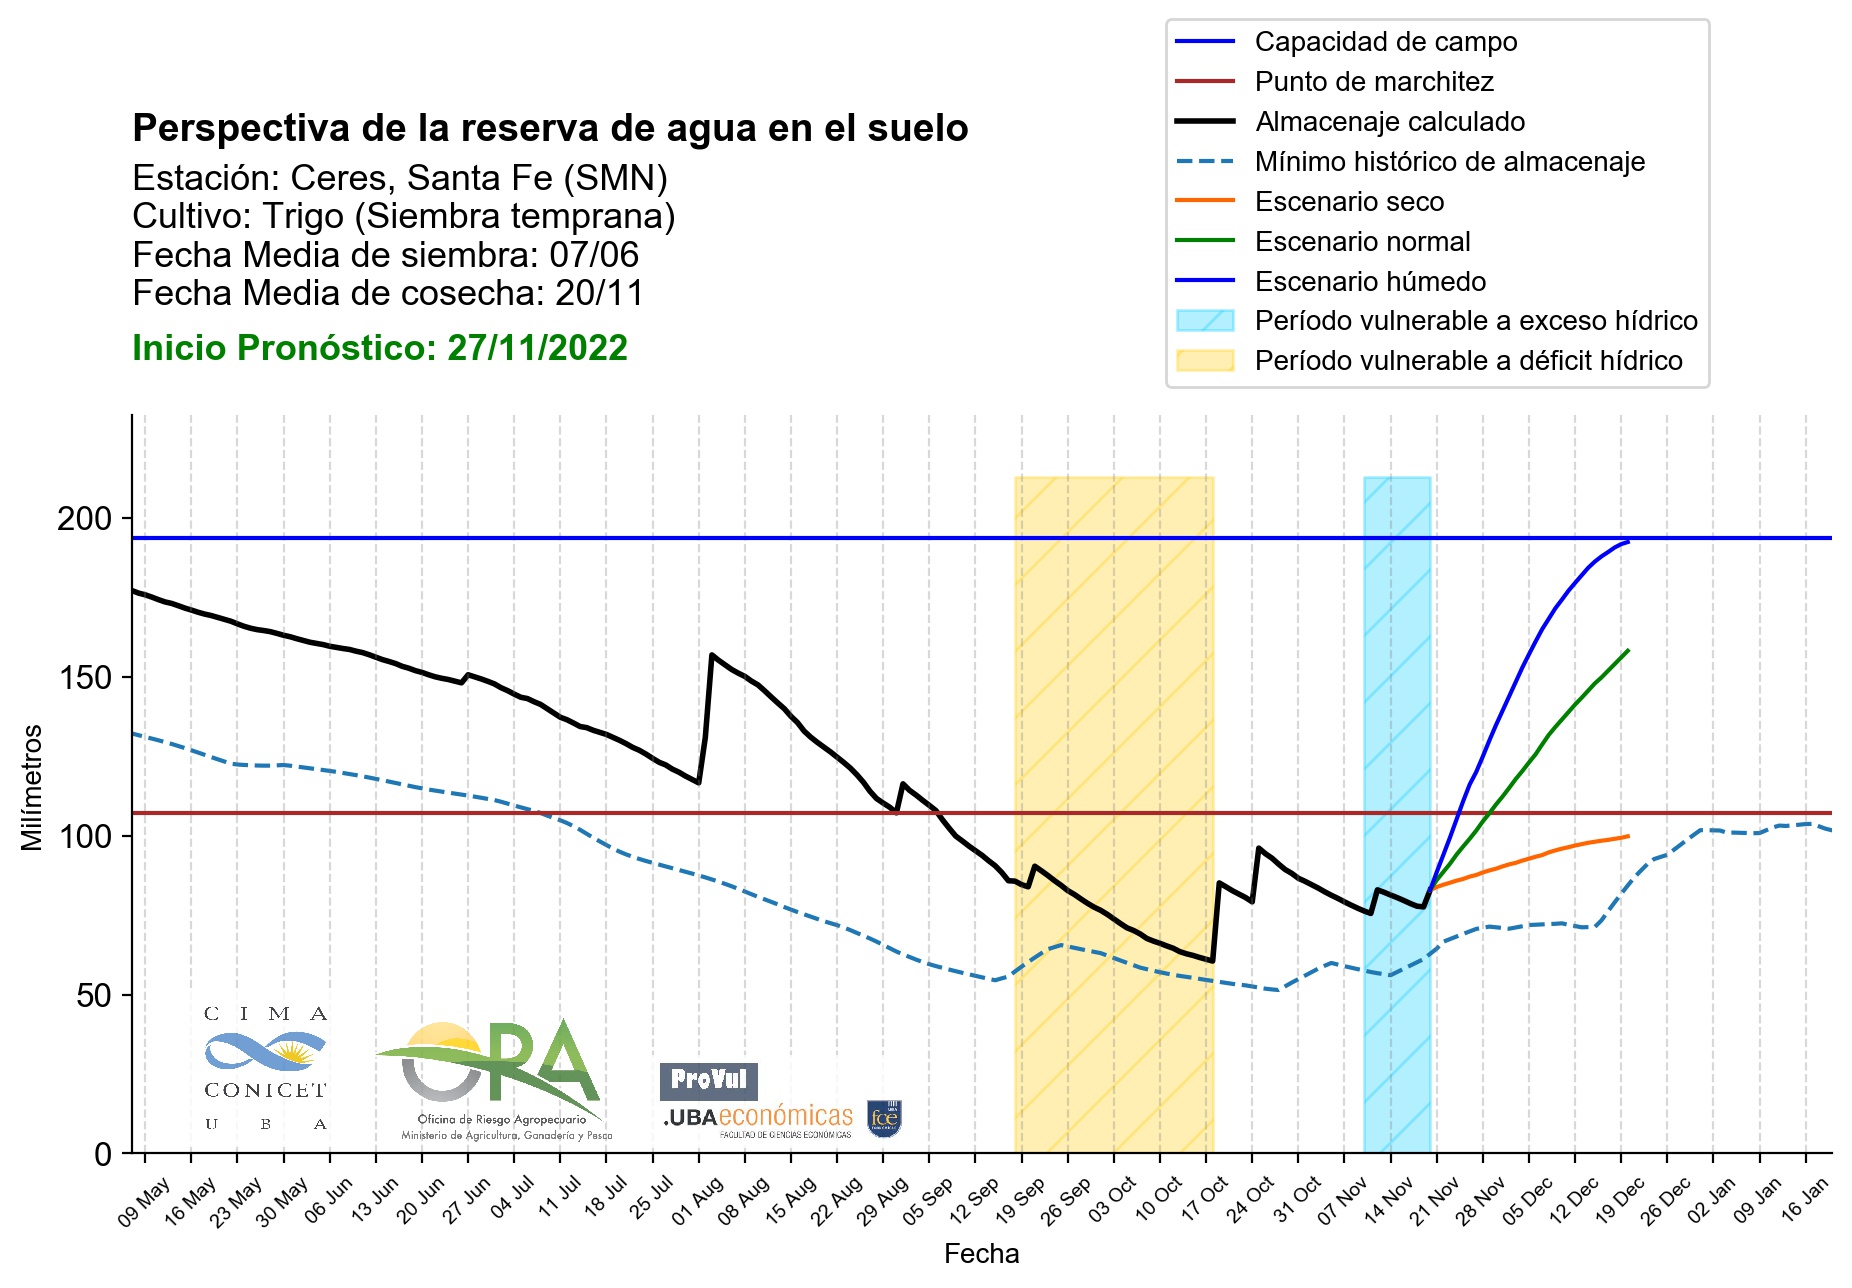 Capacidad de campo
Punto de marchitez
Almacenaje calculado
Mínimo histórico de almacenaje
Escenario seco
Escenario normal
Escenario húmedo
Período vulnerable a exceso hídrico
Período vulnerable a déficit hídrico
Perspectiva de la reserva de agua en el suelo
Estación: Ceres, Santa Fe (SMN)
Cultivo: Trigo (Siembra temprana)
Fecha Media de siembra: 07/06
Fecha Media de cosecha: 20/11
Inicio Pronóstico: 27/11/2022
Milímetros
200
150
100
50
0
CIMA
CONICET
UBA
ORA
Oficina de Riesgo Agropecuario
Ministerio de Agricultura, Ganadería y Pesca
ProVul
.UBAeconómicas
FACULTAD DE CIENCIAS ECONÓMICAS
UBA
fce
09 May
16 May
23 May
30 May
06 Jun
13 Jun
20 Jun
27 Jun
04 Jul
11 Jul
18 Jul
25 Jul
01 Aug
08 Aug
15 Aug
22 Aug
29 Aug
05 Sep
12 Sep
19 Sep
26 Sep
03 Oct
10 Oct
17 Oct
24 Oct
31 Oct
07 Nov
14 Nov
21 Nov
28 Nov
05 Dec
12 Dec
19 Dec
26 Dec
02 Jan
09 Jan
16 Jan
Fecha